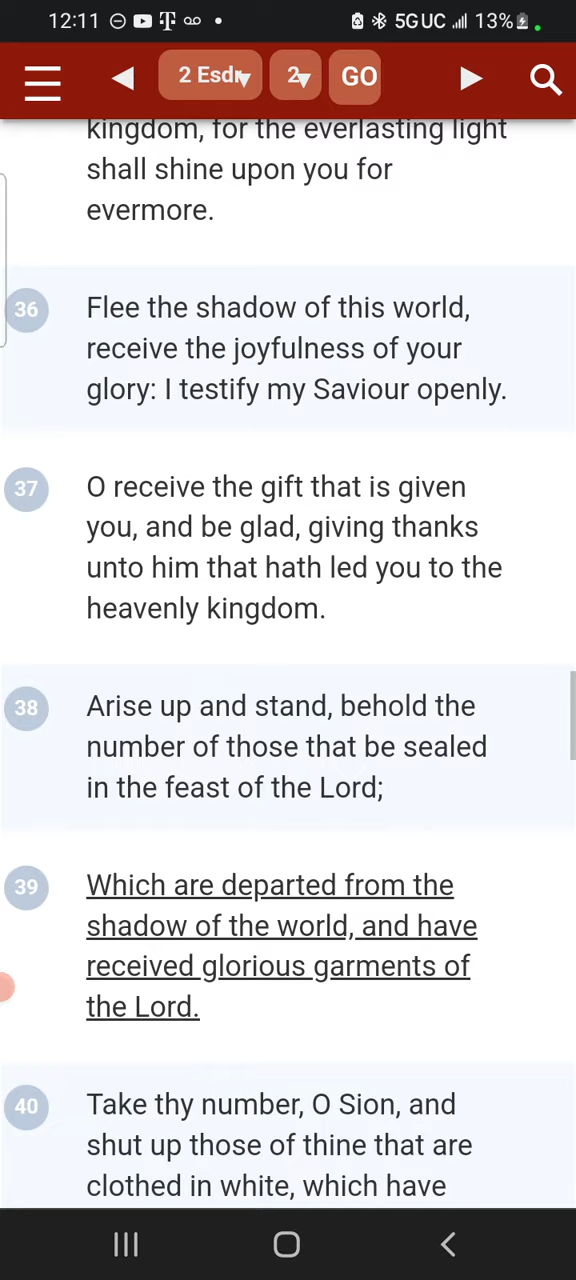 12:11 5GUC 13%
2 Esdr 2 GO
kingdom, for the everlasting light
shall shine upon you for
evermore.
36 Flee the shadow of this world,
receive the joyfulness of your
glory: I testify my Saviour openly.
37 O receive the gift that is given
you, and be glad, giving thanks
unto him that hath led you to the
heavenly kingdom.
38 Arise up and stand, behold the
number of those that be sealed
in the feast of the Lord;
39 Which are departed from the
shadow of the world, and have
received glorious garments of
the Lord.
40 Take thy number, O Sion, and
shut up those of thine that are
clothed in white, which have